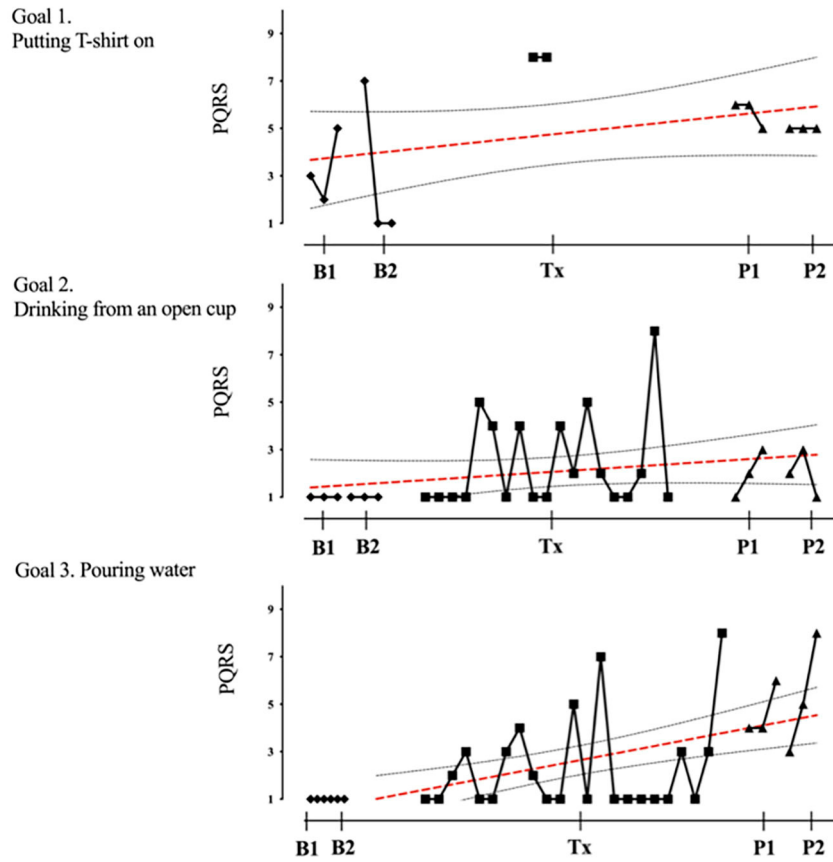 Goal 1.
Putting T-shirt on
PQRS
9
7
5
3
1
B1 B2 Tx P1 P2
Goal 2.
Drinking from an open cup
PQRS
9
7
5
3
1
B1 B2 Tx P1 P2
Goal 3. Pouring water
PQRS
9
7
5
3
1
B1 B2 Tx P1 P2